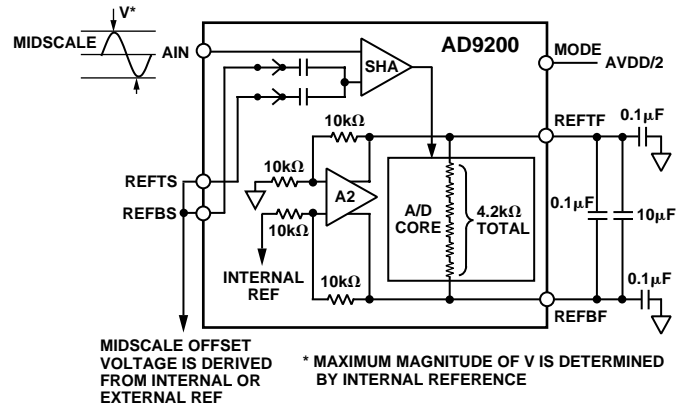 V*
MIDSCALE
AIN
AD9200
SHA
MODE
AVDD/2
0.1µF
REFTF
10kΩ
10kΩ
REFTS
REFBS
A2
A/D
CORE
4.2kΩ
TOTAL
0.1µF
10µF
10kΩ
INTERNAL
REF
10kΩ
0.1µF
REFBF
MIDSCALE OFFSET
VOLTAGE IS DERIVED
FROM INTERNAL OR
EXTERNAL REF
* MAXIMUM MAGNITUDE OF V IS DETERMINED
BY INTERNAL REFERENCE